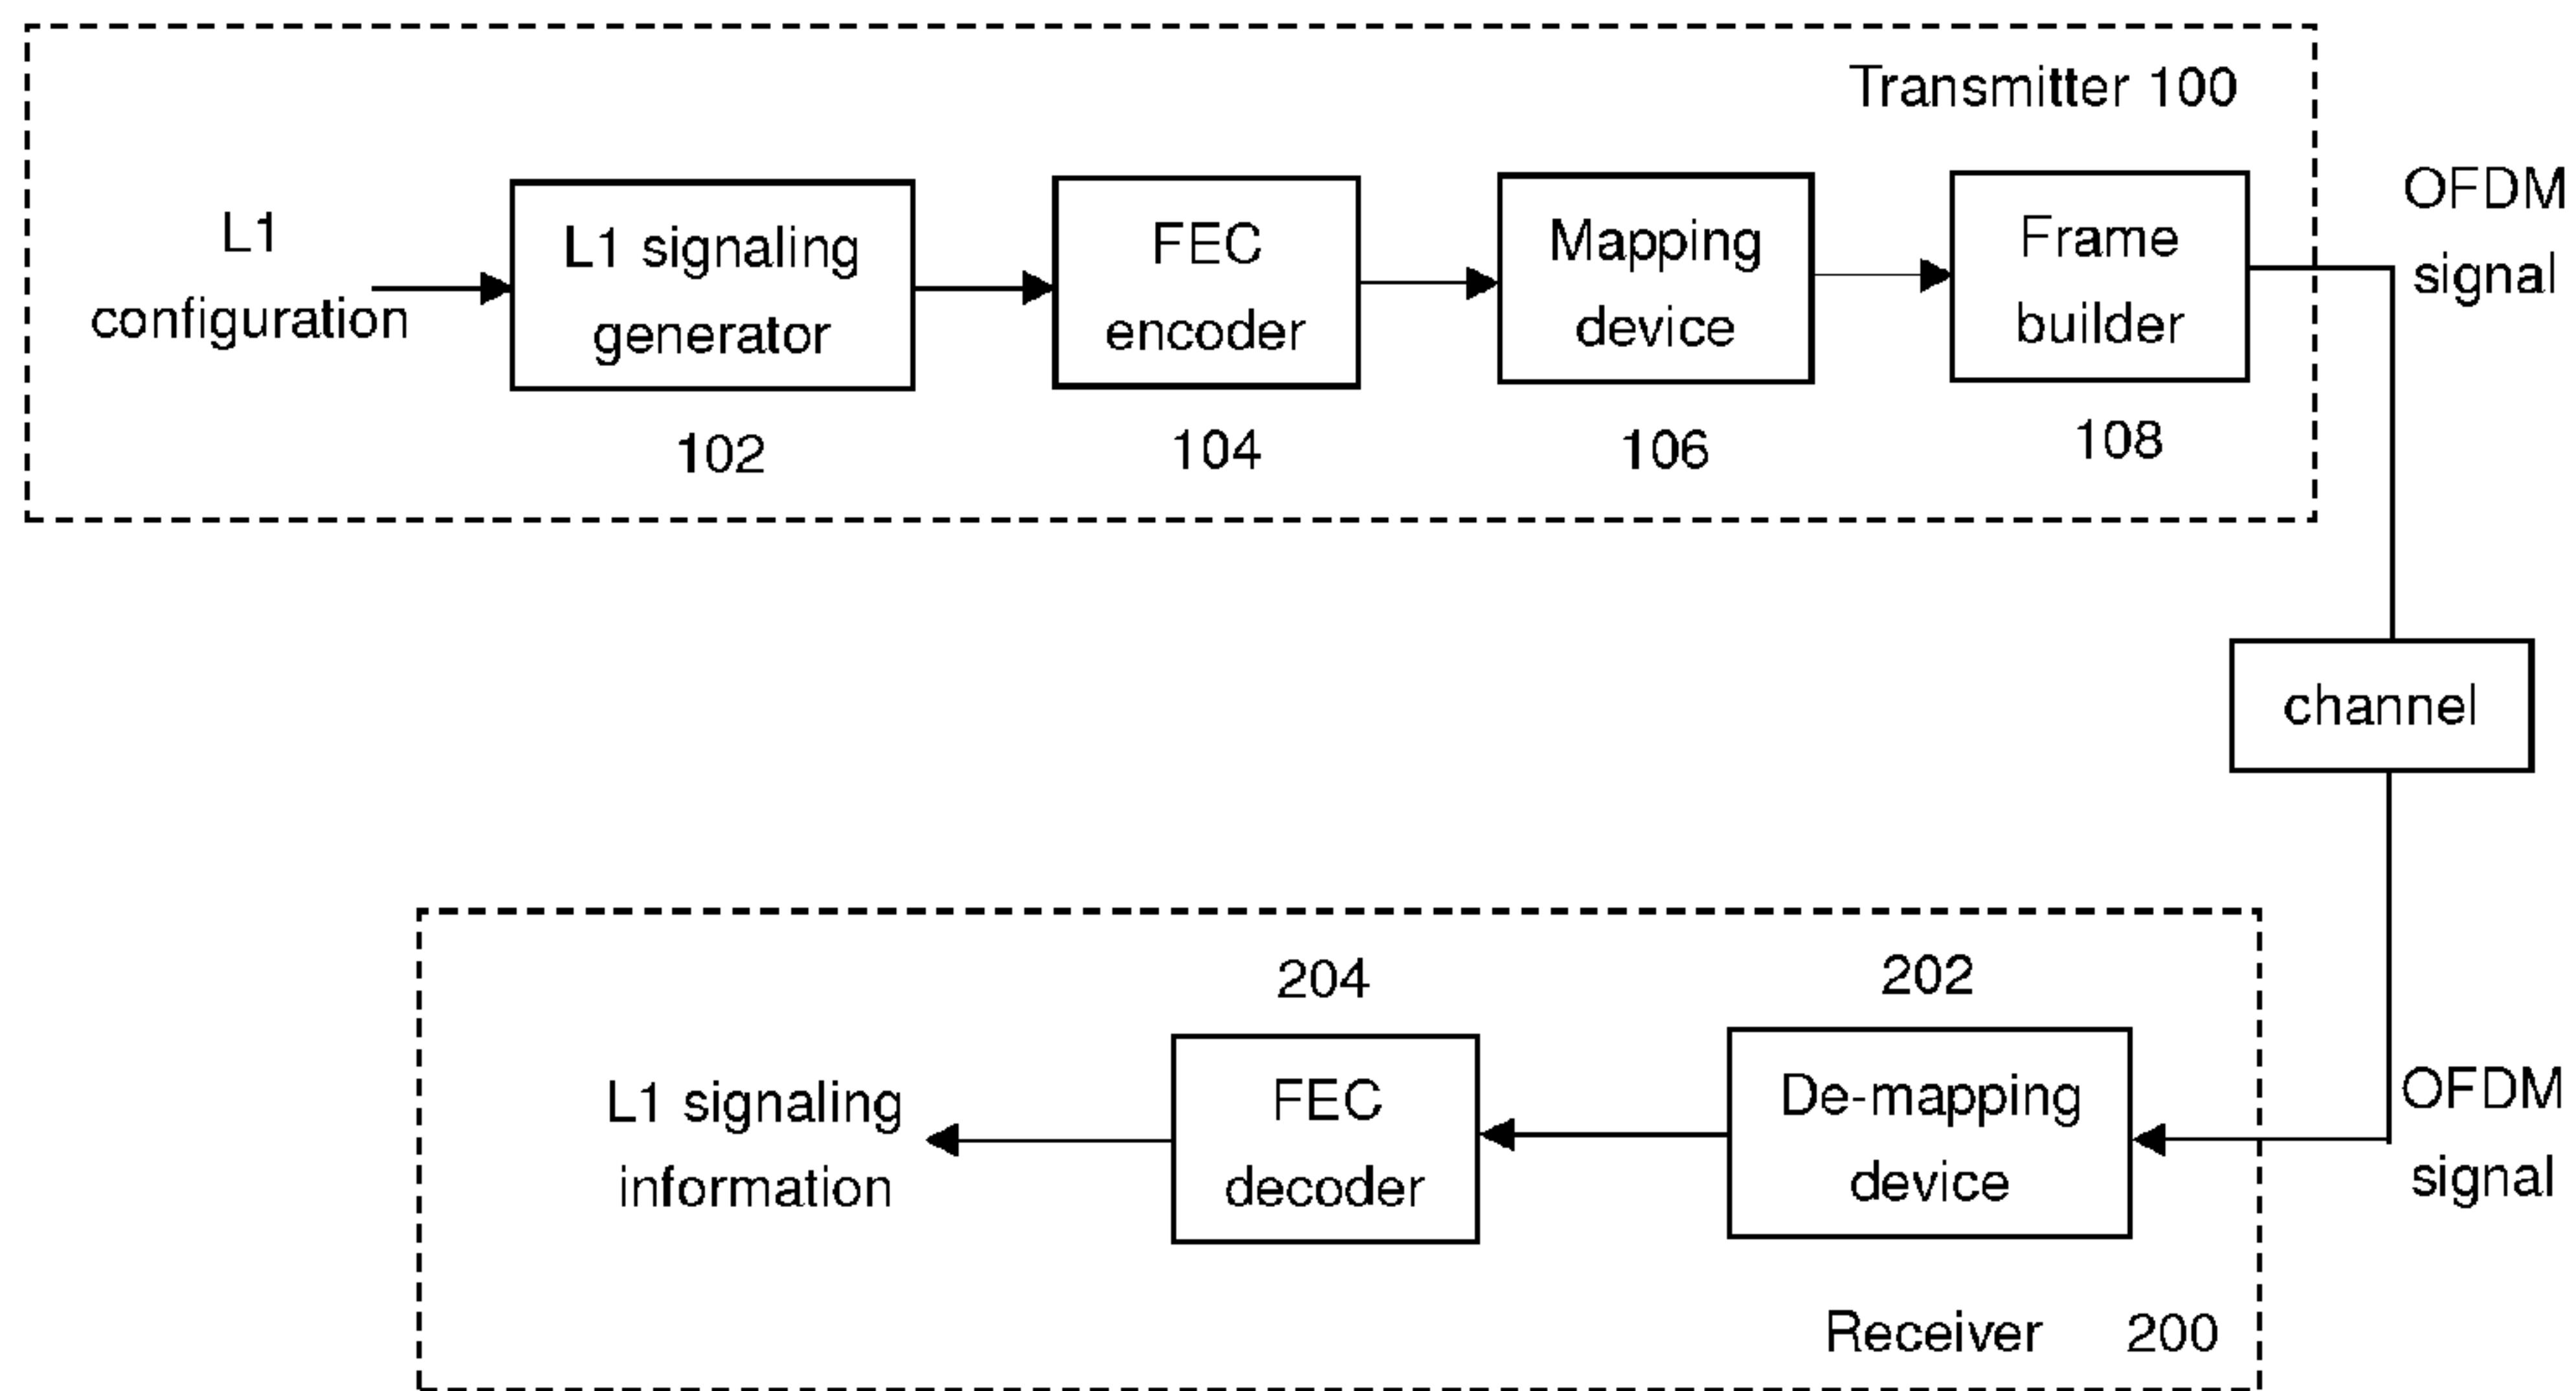 Transmitter 100
L1
configuration
L1 signaling
generator
102
FEC
encoder
104
Mapping
device
106
Frame
builder
108
OFDM
signal
channel
204
202
L1 signaling
information
FEC
decoder
De-mapping
device
OFDM
signal
Receiver 200